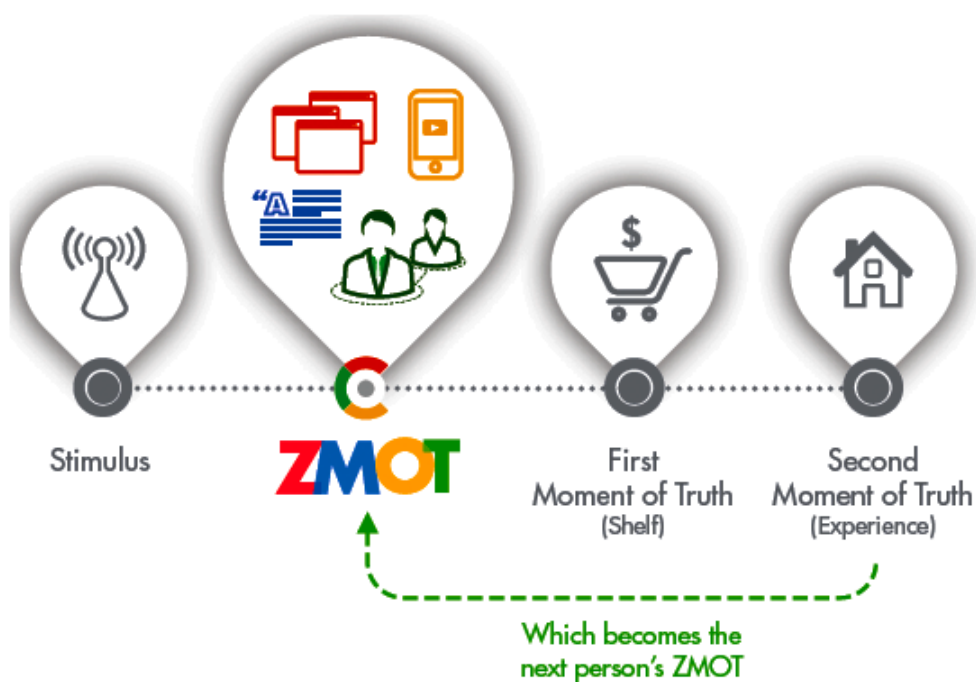 “A
$
Stimulus
ZMOT
First
Moment of Truth
(Shelf)
Second
Moment of Truth
(Experience)
Which becomes the
next person's ZMOT